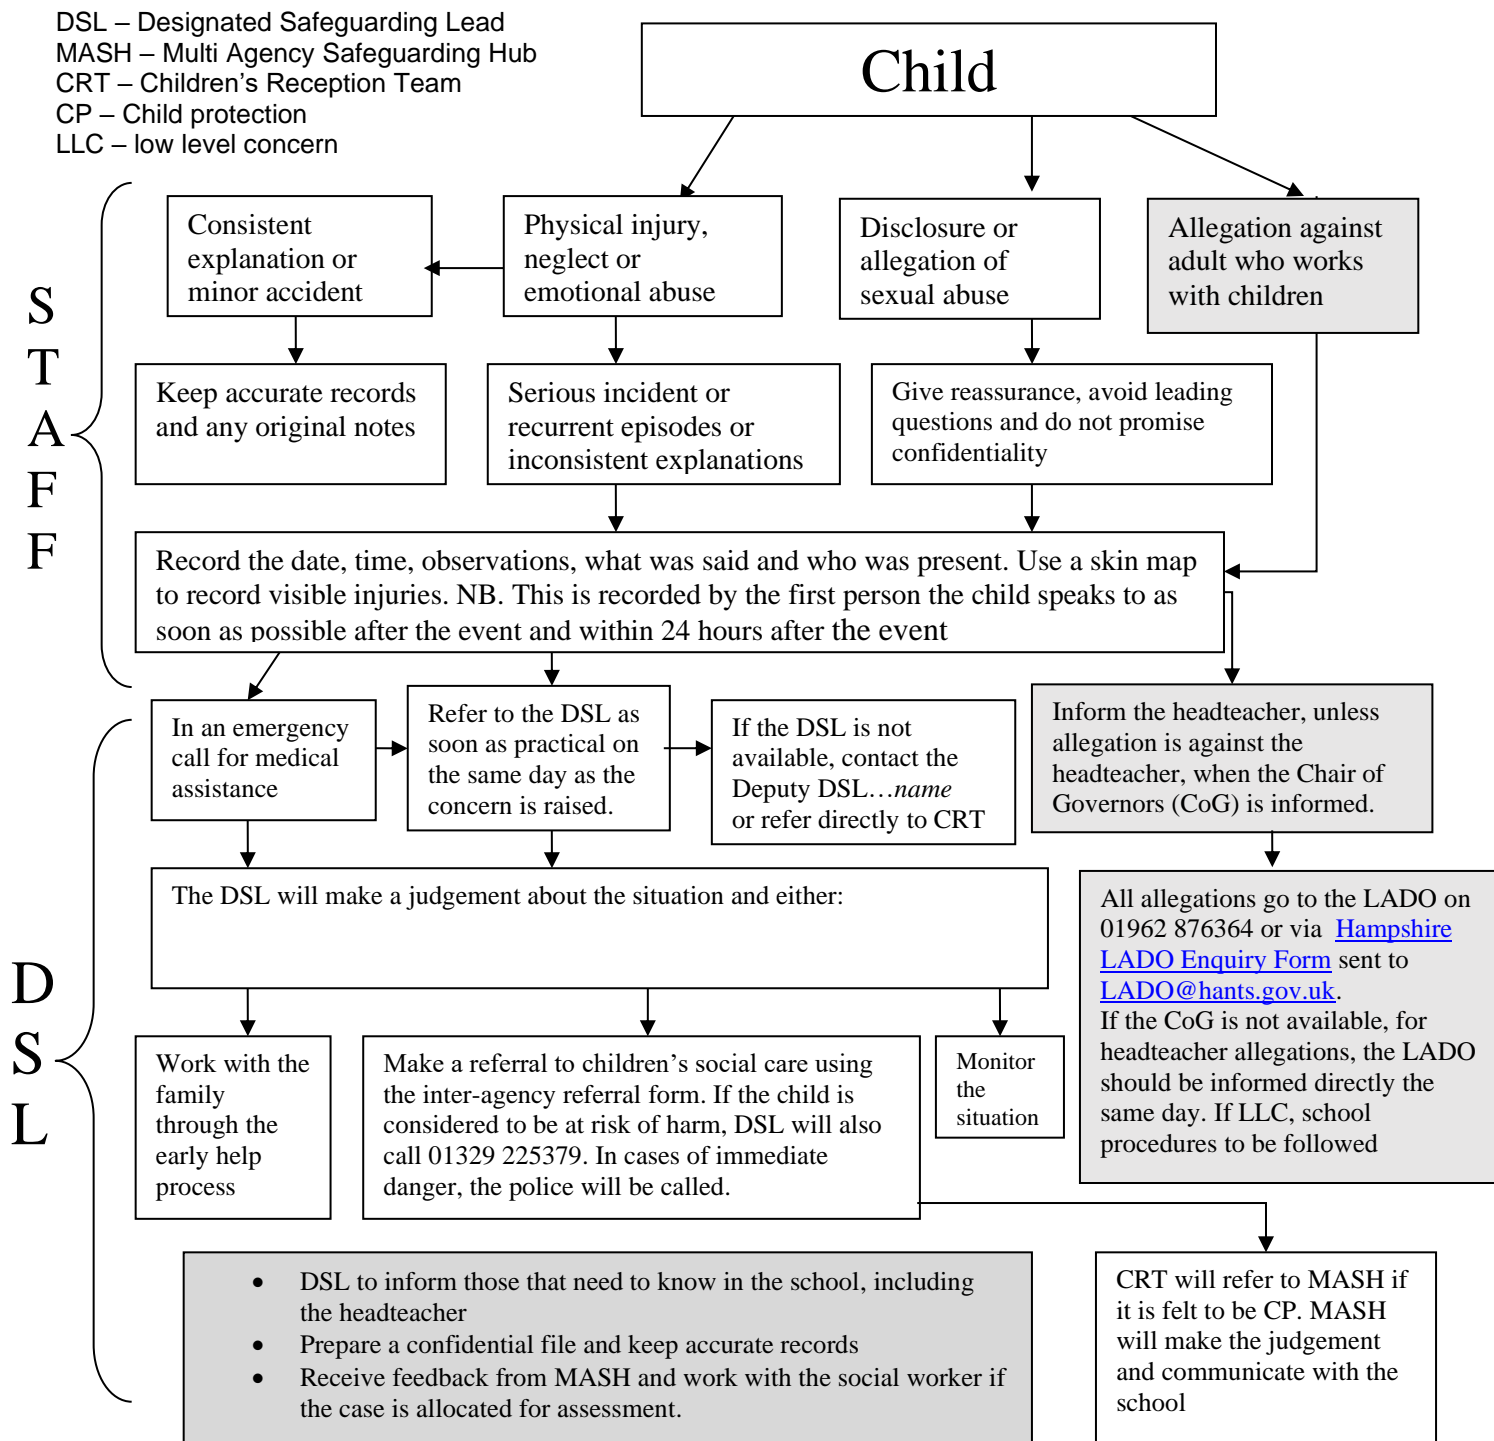 DSL – Designated Safeguarding Lead
MASH – Multi Agency Safeguarding Hub
CRT – Children's Reception Team
CP – Child protection
LLC – low level concern
Child
S
T
A
F
F
Consistent
explanation or
minor accident
Physical injury,
neglect or
emotional abuse
Disclosure or
allegation of
sexual abuse
Allegation against
adult who works
with children
Keep accurate records
and any original notes
Serious incident or
recurrent episodes or
inconsistent explanations
Give reassurance, avoid leading
questions and do not promise
confidentiality
Record the date, time, observations, what was said and who was present. Use a skin map
to record visible injuries. NB. This is recorded by the first person the child speaks to as
soon as possible after the event and within 24 hours after the event
D
S
L
In an emergency
call for medical
assistance
Refer to the DSL as
soon as practical on
the same day as the
concern is raised.
If the DSL is not
available, contact the
Deputy DSL…name
or refer directly to CRT
Inform the headteacher, unless
allegation is against the
headteacher, when the Chair of
Governors (CoG) is informed.
The DSL will make a judgement about the situation and either:
All allegations go to the LADO on
01962 876364 or via Hampshire
LADO Enquiry Form sent to
LADO@hants.gov.uk.
If the CoG is not available, for
headteacher allegations, the LADO
should be informed directly the
same day. If LLC, school
procedures to be followed
Work with the
family
through the
early help
process
Make a referral to children's social care using
the inter-agency referral form. If the child is
considered to be at risk of harm, DSL will also
call 01329 225379. In cases of immediate
danger, the police will be called.
Monitor
the
situation
• DSL to inform those that need to know in the school, including
the headteacher
• Prepare a confidential file and keep accurate records
• Receive feedback from MASH and work with the social worker if
the case is allocated for assessment.
CRT will refer to MASH if
it is felt to be CP. MASH
will make the judgement
and communicate with the
school